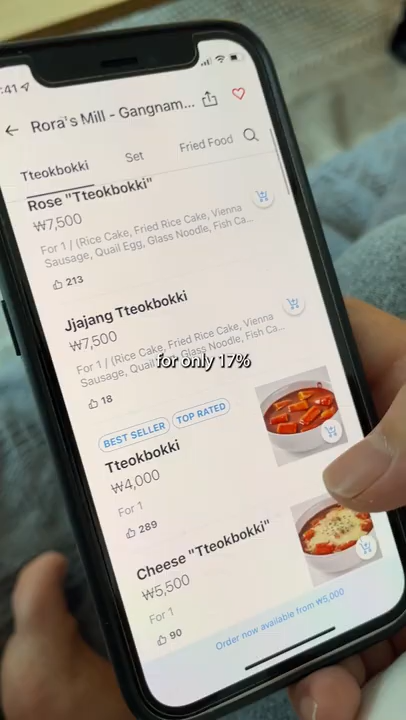 :41
Rora's Mill - Gangnam...
Tteokbokki
Set
Fried Food
Rose "Tteokbokki"
₩7,500
For 1 / (Rice Cake, Fried Rice Cake, Vienna
Sausage, Quail Egg, Glass Noodle, Fish Ca...
213
Jjajang Tteokbokki
₩7,500
For 1 / (Rice Cake, Fried Rice Cake, Vienna
Sausage, Quail Egg, Glass Noodle, Fish Ca...
18
for only 17%
BEST SELLER
TOP RATED
Tteokbokki
₩4,000
For 1
289
Cheese "Tteokbokki"
₩5,500
For 1
90
Order now available from ₩5,000